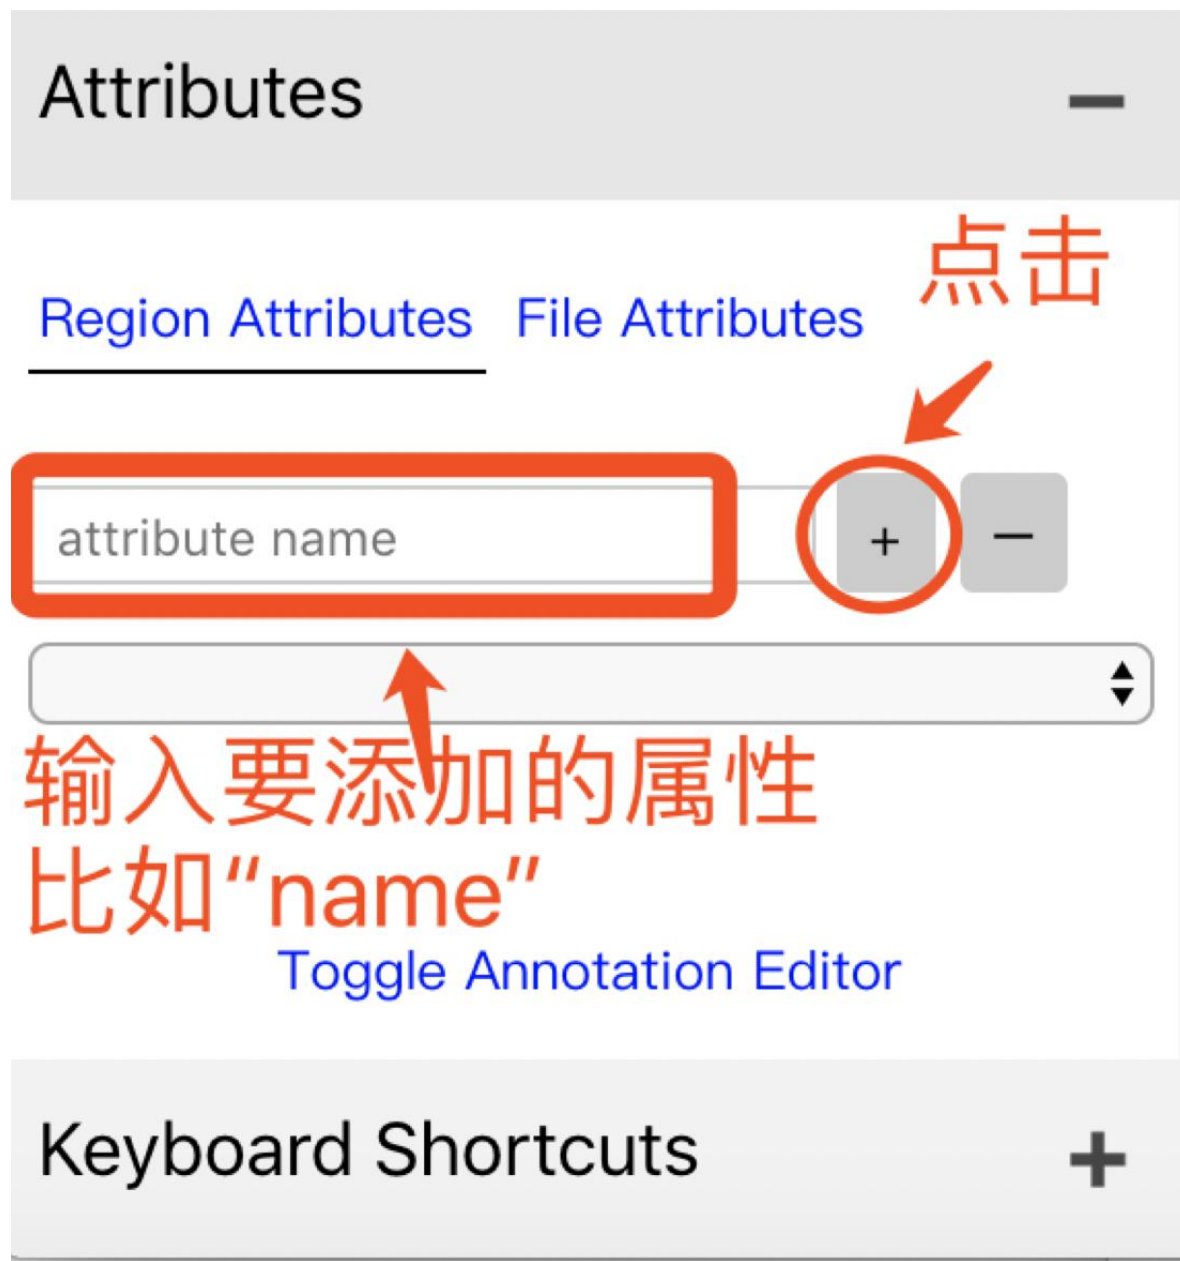 Attributes −
点击
Region Attributes File Attributes
attribute name + −
输入要添加的属性
比如“name”
Toggle Annotation Editor
Keyboard Shortcuts +